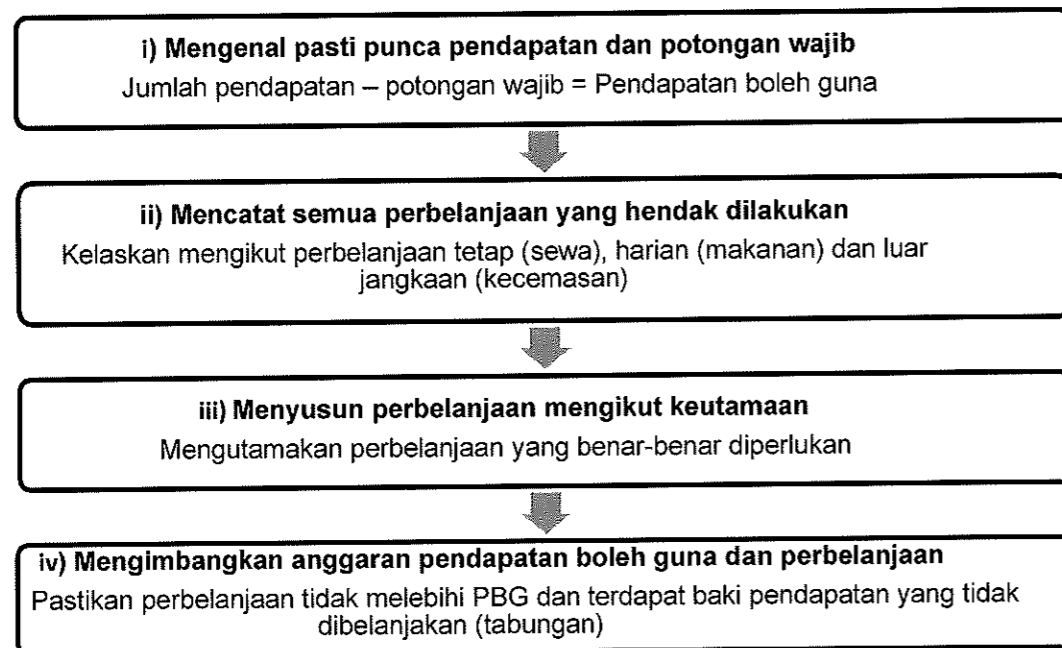 i) Mengenal pasti punca pendapatan dan potongan wajib
Jumlah pendapatan – potongan wajib = Pendapatan boleh guna
ii) Mencatat semua perbelanjaan yang hendak dilakukan
Kelaskan mengikut perbelanjaan tetap (sewa), harian (makanan) dan luar
jangkaan (kecemasan)
iii) Menyusun perbelanjaan mengikut keutamaan
Mengutamakan perbelanjaan yang benar-benar diperlukan
iv) Mengimbangkan anggaran pendapatan boleh guna dan perbelanjaan
Pastikan perbelanjaan tidak melebihi PBG dan terdapat baki pendapatan yang tidak
dibelanjakan (tabungan)